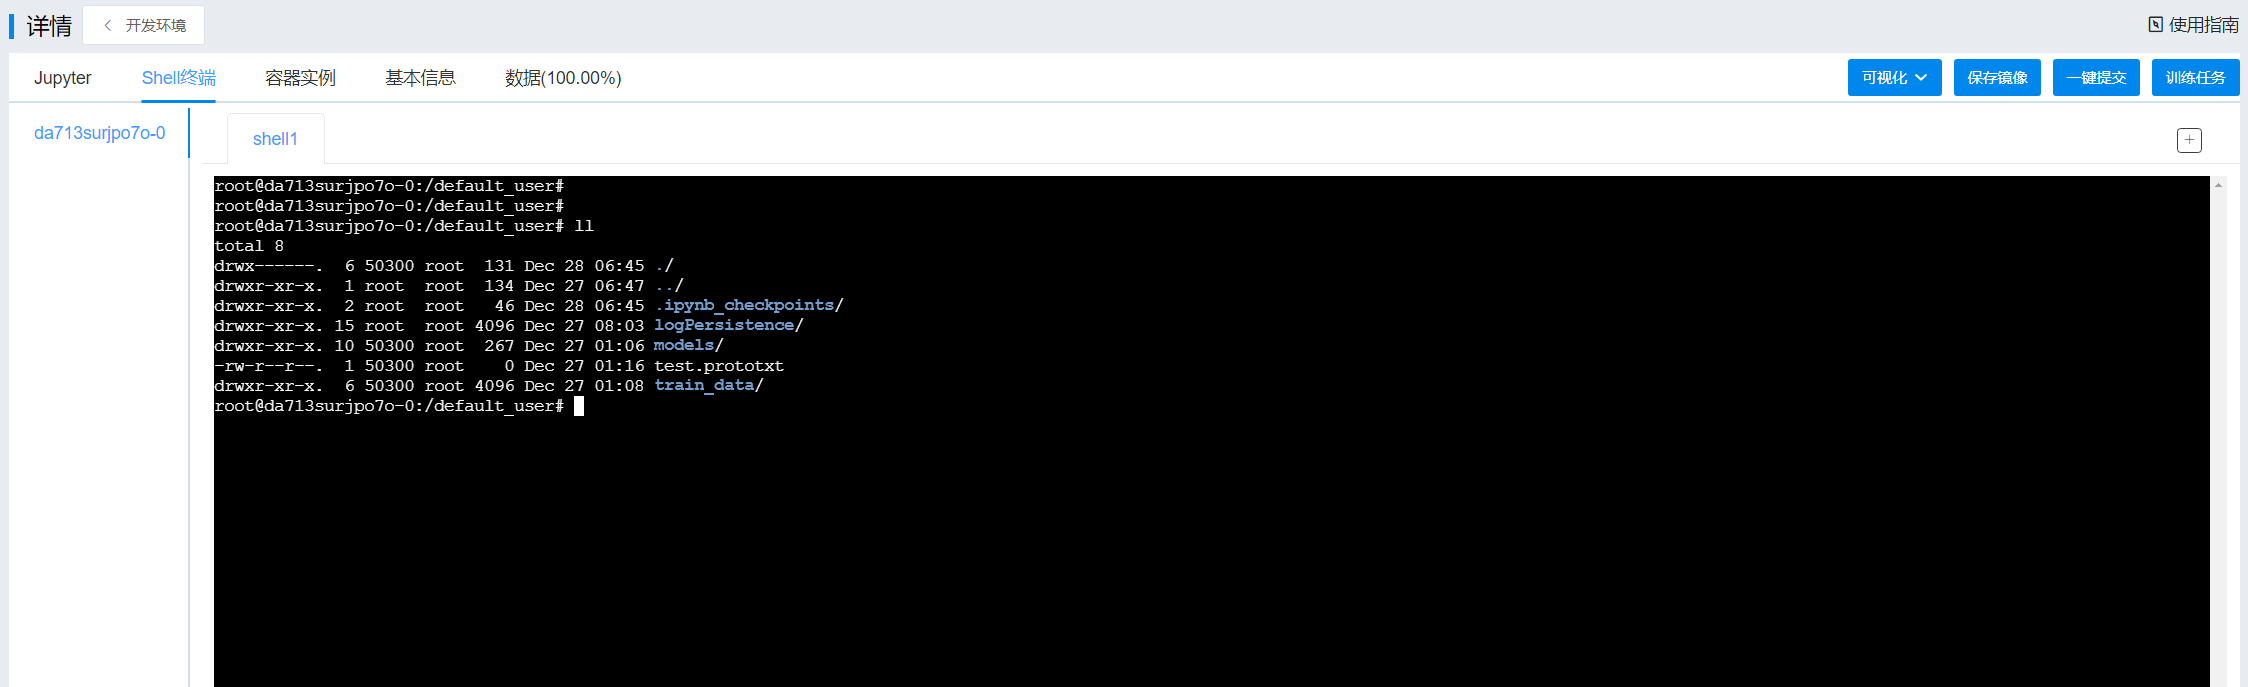 详情 开发环境 使用指南
Jupyter Shell终端 容器实例 基本信息 数据(100.00%) 可视化 保存镜像 一键提交 训练任务
da713surjpo7o-0 shell1
root@da713surjpo7o-0:/default_user#
root@da713surjpo7o-0:/default_user#
root@da713surjpo7o-0:/default_user# ll
total 8
drwx------.  6 50300 root  131 Dec 28 06:45 ./
drwxr-xr-x.  1 root  root  134 Dec 27 06:47 ../
drwxr-xr-x.  2 root  root   46 Dec 28 06:45 .ipynb_checkpoints/
drwxr-xr-x. 15 root  root 4096 Dec 27 08:03 logPersistence/
drwxr-xr-x. 10 50300 root  267 Dec 27 01:06 models/
-rw-r--r--.  1 50300 root    0 Dec 27 01:16 test.prototxt
drwxr-xr-x.  6 50300 root 4096 Dec 27 01:08 train_data/
root@da713surjpo7o-0:/default_user#